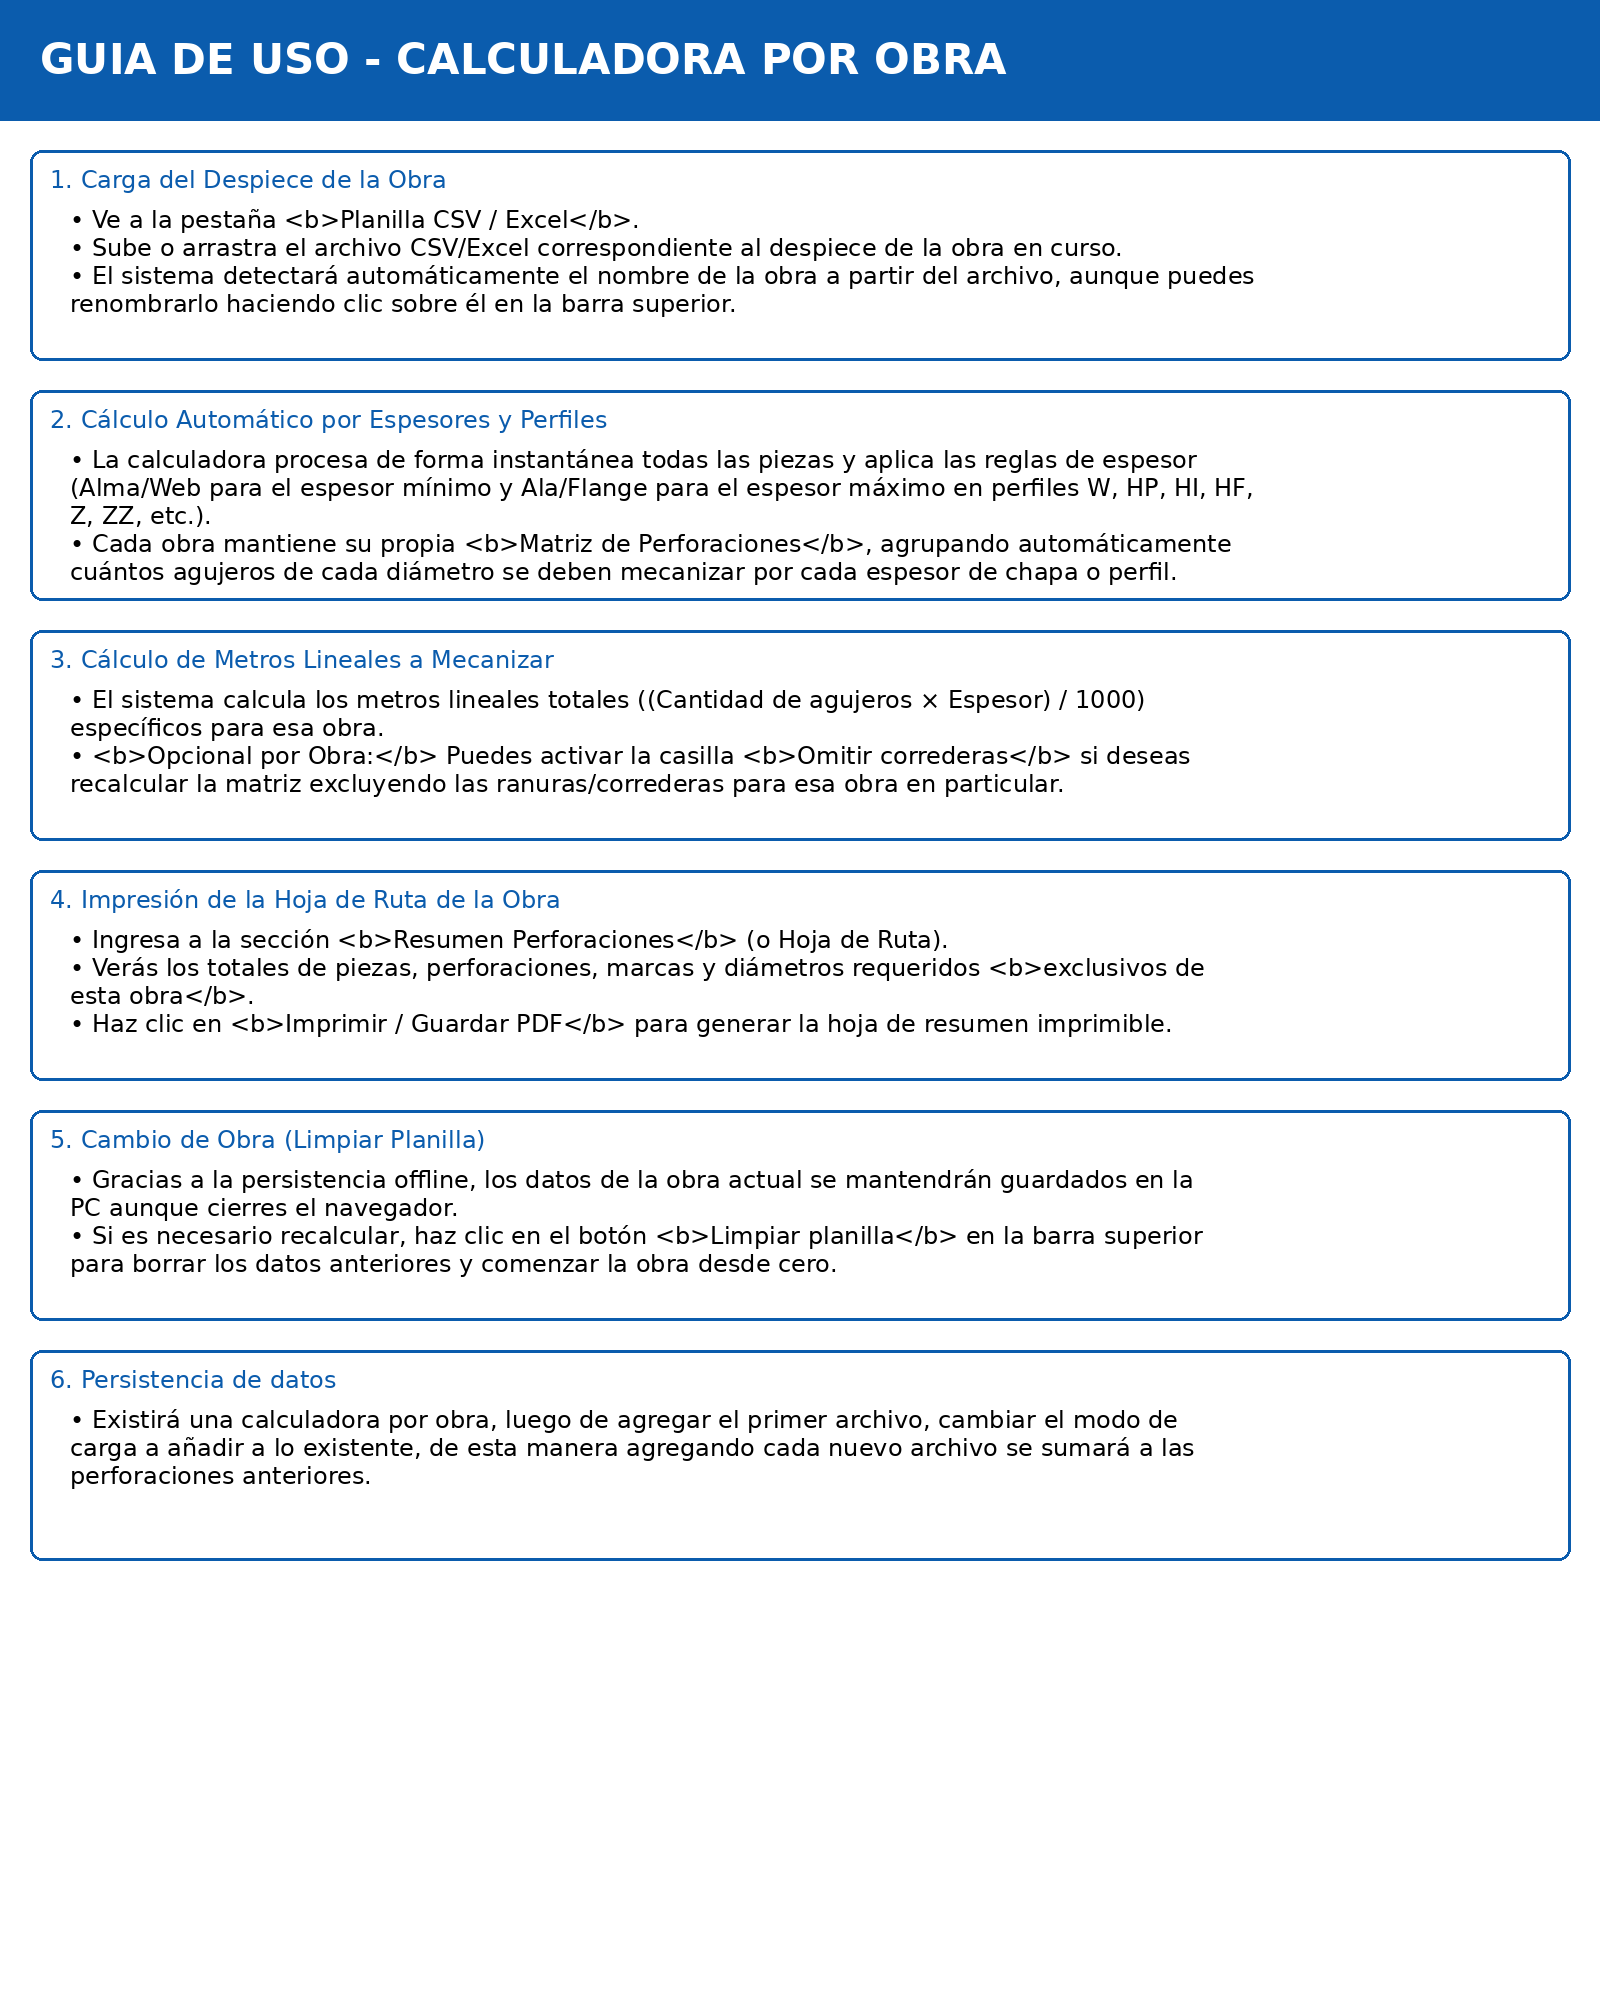 GUIA DE USO - CALCULADORA POR OBRA
1. Carga del Despiece de la Obra
• Ve a la pestaña <b>Planilla CSV / Excel</b>.
• Sube o arrastra el archivo CSV/Excel correspondiente al despiece de la obra en curso.
• El sistema detectará automáticamente el nombre de la obra a partir del archivo, aunque puedes
renombrarlo haciendo clic sobre él en la barra superior.
2. Cálculo Automático por Espesores y Perfiles
• La calculadora procesa de forma instantánea todas las piezas y aplica las reglas de espesor
(Alma/Web para el espesor mínimo y Ala/Flange para el espesor máximo en perfiles W, HP, HI, HF,
Z, ZZ, etc.).
• Cada obra mantiene su propia <b>Matriz de Perforaciones</b>, agrupando automáticamente
cuántos agujeros de cada diámetro se deben mecanizar por cada espesor de chapa o perfil.
3. Cálculo de Metros Lineales a Mecanizar
• El sistema calcula los metros lineales totales ((Cantidad de agujeros × Espesor) / 1000)
específicos para esa obra.
• <b>Opcional por Obra:</b> Puedes activar la casilla <b>Omitir correderas</b> si deseas
recalcular la matriz excluyendo las ranuras/correderas para esa obra en particular.
4. Impresión de la Hoja de Ruta de la Obra
• Ingresa a la sección <b>Resumen Perforaciones</b> (o Hoja de Ruta).
• Verás los totales de piezas, perforaciones, marcas y diámetros requeridos <b>exclusivos de
esta obra</b>.
• Haz clic en <b>Imprimir / Guardar PDF</b> para generar la hoja de resumen imprimible.
5. Cambio de Obra (Limpiar Planilla)
• Gracias a la persistencia offline, los datos de la obra actual se mantendrán guardados en la
PC aunque cierres el navegador.
• Si es necesario recalcular, haz clic en el botón <b>Limpiar planilla</b> en la barra superior
para borrar los datos anteriores y comenzar la obra desde cero.
6. Persistencia de datos
• Existirá una calculadora por obra, luego de agregar el primer archivo, cambiar el modo de
carga a añadir a lo existente, de esta manera agregando cada nuevo archivo se sumará a las
perforaciones anteriores.